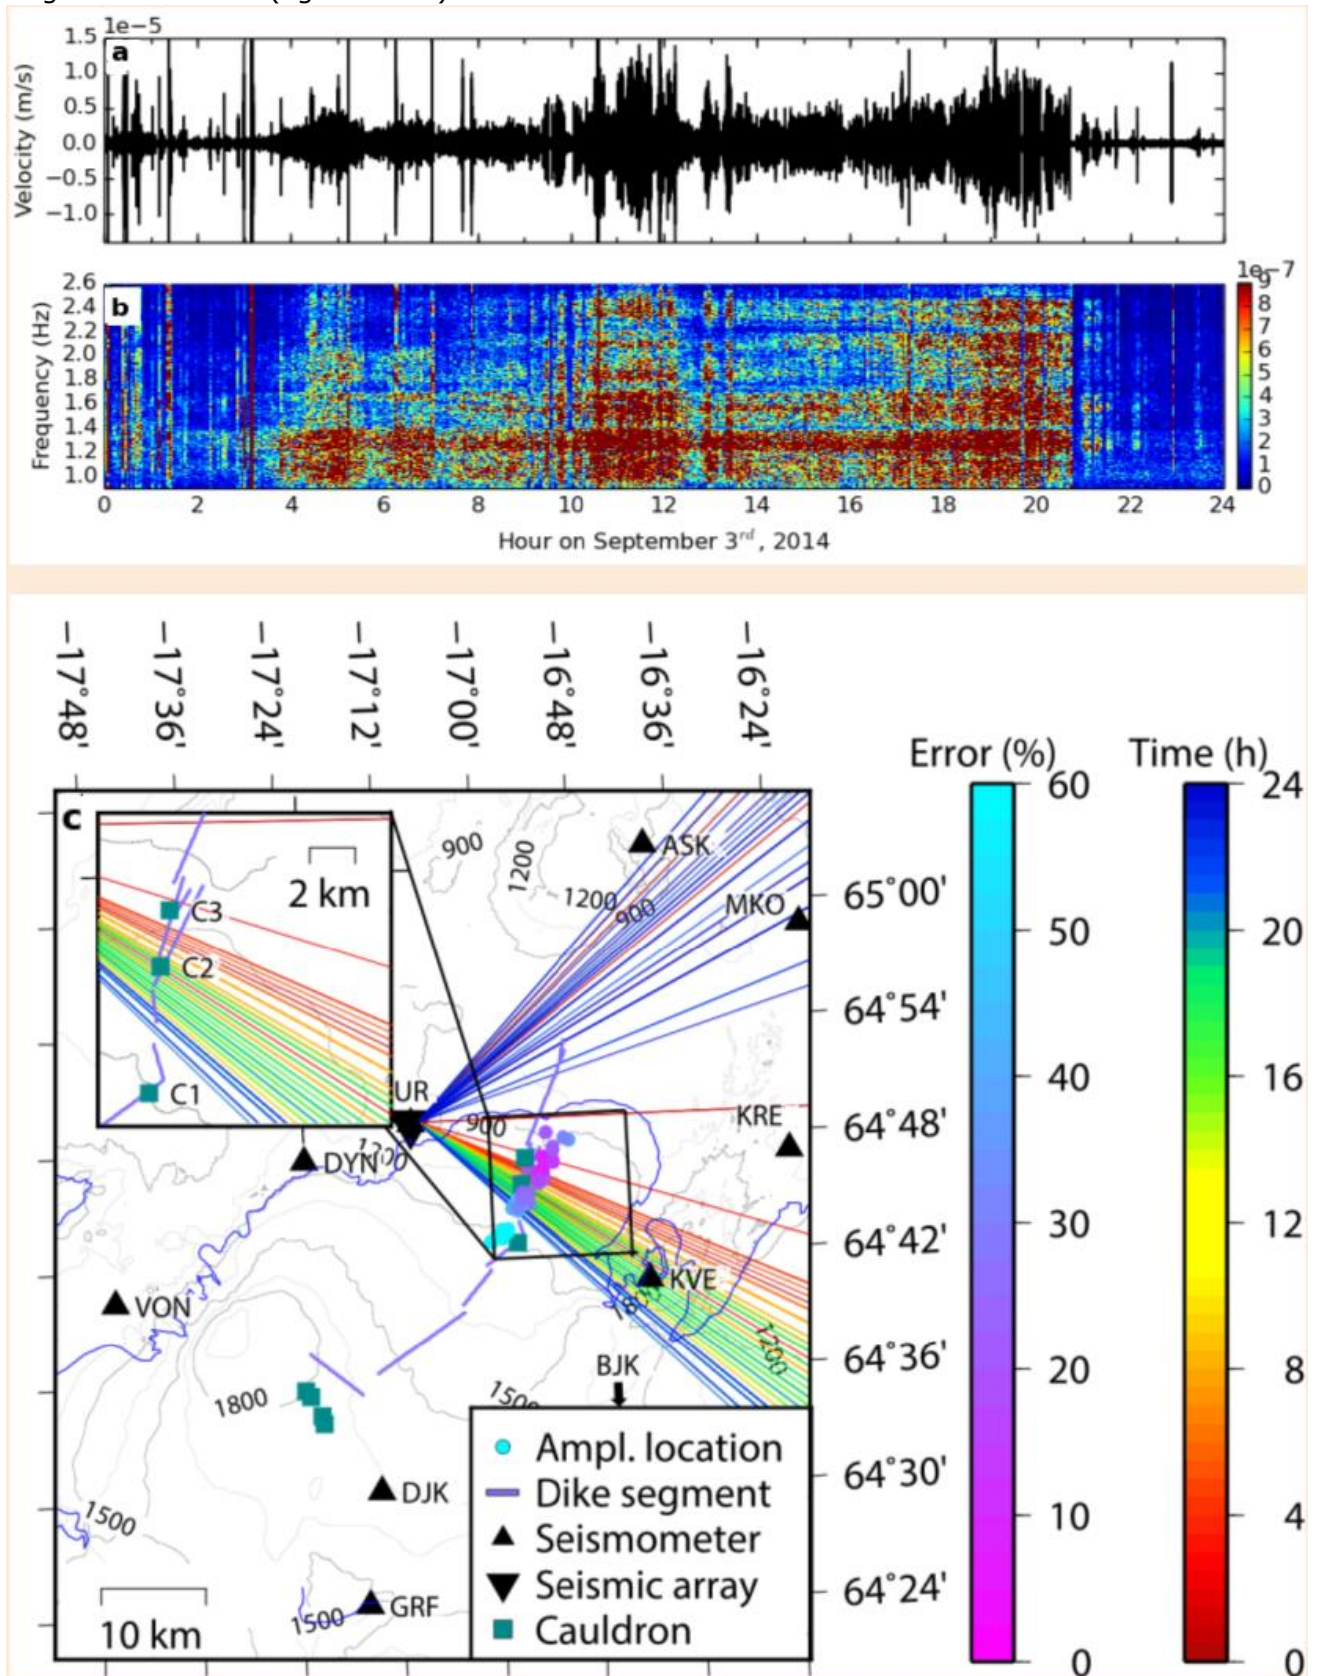 1e−5
a
1.5
1.0
0.5
0.0
−0.5
−1.0
Velocity (m/s)
b
2.6
2.4
2.2
2.0
1.8
1.6
1.4
1.2
1.0
Frequency (Hz)
1e−7
9
8
7
6
5
4
3
2
1
0
0 2 4 6 8 10 12 14 16 18 20 22 24
Hour on September 3rd, 2014
−17°48' −17°36' −17°24' −17°12' −17°00' −16°48' −16°36' −16°24'
Error (%) Time (h)
60 24
50 20
40 16
30 12
20 8
10 4
0 0
c
2 km
C3
C2
C1
900
1200
ASK
1200
900
MKO
65°00'
64°54'
UR
900
KRE
64°48'
DYN
64°42'
KVE
VON
1200
64°36'
BJK
1800
1500
DJK
64°30'
1500
GRF
1500
64°24'
10 km
Ampl. location
Dike segment
Seismometer
Seismic array
Cauldron